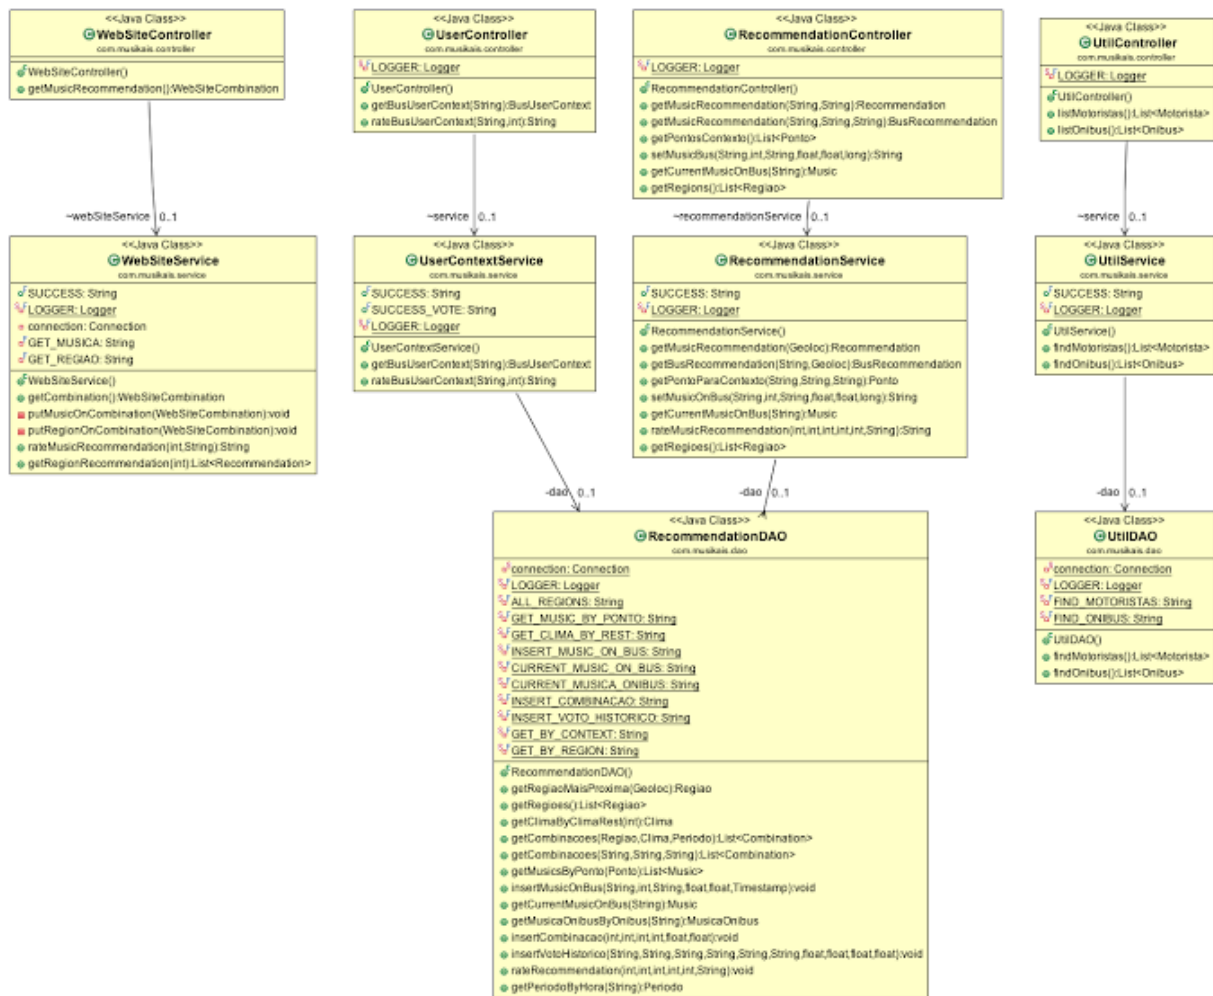 <<Java Class>>
WebSiteController
com.musikais.controller
WebSiteController()
getMusicRecommendation():WebSiteCombination
<<Java Class>>
UserController
com.musikais.controller
LOGGER: Logger
UserController()
getBusUserContext(String):BusUserContext
rateBusUserContext(String,int):String
<<Java Class>>
RecommendationController
com.musikais.controller
LOGGER: Logger
RecommendationController()
getMusicRecommendation(String,String):Recommendation
getMusicRecommendation(String,String,String):BusRecommendation
getPontosContexto():List<Ponto>
setMusicBus(String,int,String,float,float,long):String
getCurrentMusicOnBus(String):Music
getRegions():List<Regiao>
<<Java Class>>
UtilController
com.musikais.controller
LOGGER: Logger
UtilController()
listMotoristas():List<Motorista>
listOnibus():List<Onibus>
~webSiteService 0..1
~service 0..1
~recommendationService 0..1
~service 0..1
<<Java Class>>
WebSiteService
com.musikais.service
SUCCESS: String
LOGGER: Logger
connection: Connection
GET_MUSICA: String
GET_REGIAO: String
WebSiteService()
getCombination():WebSiteCombination
putMusicOnCombination(WebSiteCombination):void
putRegionOnCombination(WebSiteCombination):void
rateMusicRecommendation(int,String):String
getRegionRecommendation(int):List<Recommendation>
<<Java Class>>
UserContextService
com.musikais.service
SUCCESS: String
SUCCESS_VOTE: String
LOGGER: Logger
UserContextService()
getBusUserContext(String):BusUserContext
rateBusUserContext(String,int):String
<<Java Class>>
RecommendationService
com.musikais.service
SUCCESS: String
LOGGER: Logger
RecommendationService()
getMusicRecommendation(Geoloc):Recommendation
getBusRecommendation(String,Geoloc):BusRecommendation
getPontoParaContexto(String,String,String):Ponto
setMusicOnBus(String,int,String,float,float,long):String
getCurrentMusicOnBus(String):Music
rateMusicRecommendation(int,int,int,int,int,String):String
getRegioes():List<Regiao>
<<Java Class>>
UtilService
com.musikais.service
SUCCESS: String
LOGGER: Logger
UtilService()
findMotoristas():List<Motorista>
findOnibus():List<Onibus>
-dao 0..1
-dao 0..1
-dao 0..1
<<Java Class>>
RecommendationDAO
com.musikais.dao
connection: Connection
LOGGER: Logger
ALL_REGIONS: String
GET_MUSIC_BY_PONTO: String
GET_CLIMA_BY_REST: String
INSERT_MUSIC_ON_BUS: String
CURRENT_MUSIC_ON_BUS: String
CURRENT_MUSICA_ONIBUS: String
INSERT_COMBINACAO: String
INSERT_VOTO_HISTORICO: String
GET_BY_CONTEXT: String
GET_BY_REGION: String
RecommendationDAO()
getRegiaoMaisProxima(Geoloc):Regiao
getRegioes():List<Regiao>
getClimaByClimaRest(int):Clima
getCombinacoes(Regiao,Clima,Periodo):List<Combination>
getCombinacoes(String,String,String):List<Combination>
getMusicsByPonto(Ponto):List<Music>
insertMusicOnBus(String,int,String,float,float,Timestamp):void
getCurrentMusicOnBus(String):Music
getMusicaOnibusByOnibus(String):MusicaOnibus
insertCombinacao(int,int,int,int,float,float):void
insertVotoHistorico(String,String,String,String,String,String,float,float,float,float):void
rateRecommendation(int,int,int,int,int,String):void
getPeriodoByHora(String):Periodo
<<Java Class>>
UtilDAO
com.musikais.dao
connection: Connection
LOGGER: Logger
FIND_MOTORISTAS: String
FIND_ONIBUS: String
UtilDAO()
findMotoristas():List<Motorista>
findOnibus():List<Onibus>